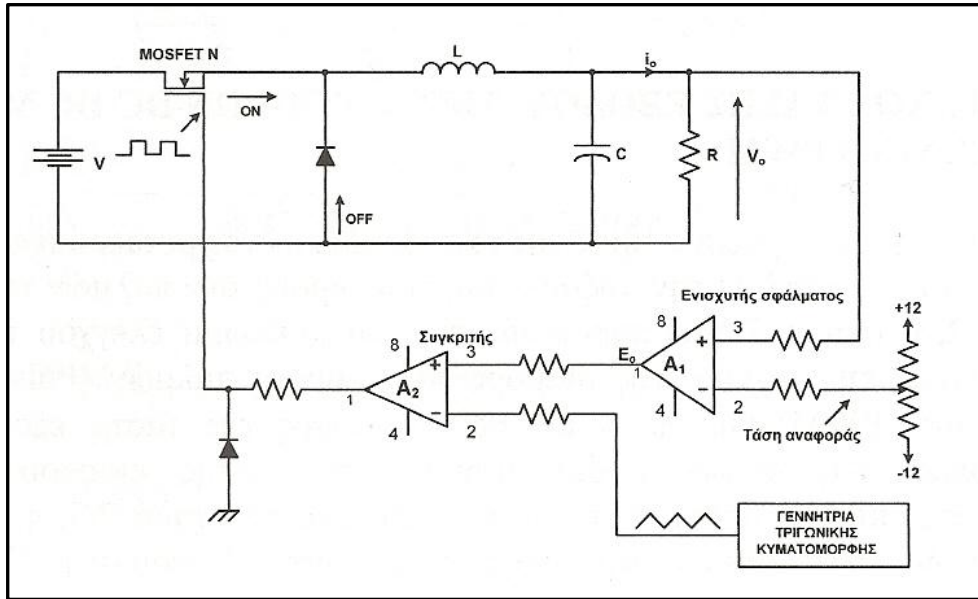 MOSFET N
L
i₀
ON
V
C
R
V₀
OFF
Ενισχυτής σφάλματος
+12
8
3
Συγκριτής
8
3
E₀
1
+
A₁
−
+
A₂
−
1
4
2
4
2
Τάση αναφοράς
-12
ΓΕΝΝΗΤΡΙΑ
ΤΡΙΓΩΝΙΚΗΣ
ΚΥΜΑΤΟΜΟΡΦΗΣ